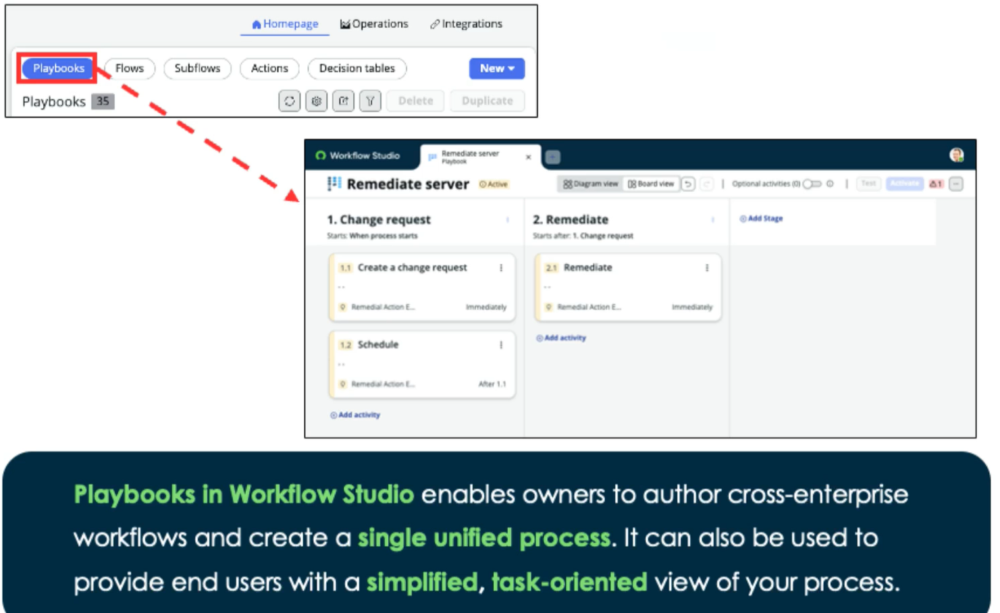 Homepage Operations Integrations
Playbooks Flows Subflows Actions Decision tables New
Playbooks 35 Delete Duplicate
Workflow Studio Remediate server
Playbook
Remediate server Active Diagram view Board view Optional activities (0) Test Activate 1
1. Change request 2. Remediate Add Stage
Starts: When process starts Starts after: 1. Change request
1.1 Create a change request 2.1 Remediate
--
--
Remedial Action E... Immediately Remedial Action E... Immediately
1.2 Schedule Add activity
--
Remedial Action E... After 1.1
Add activity
Playbooks in Workflow Studio enables owners to author cross-enterprise
workflows and create a single unified process. It can also be used to
provide end users with a simplified, task-oriented view of your process.